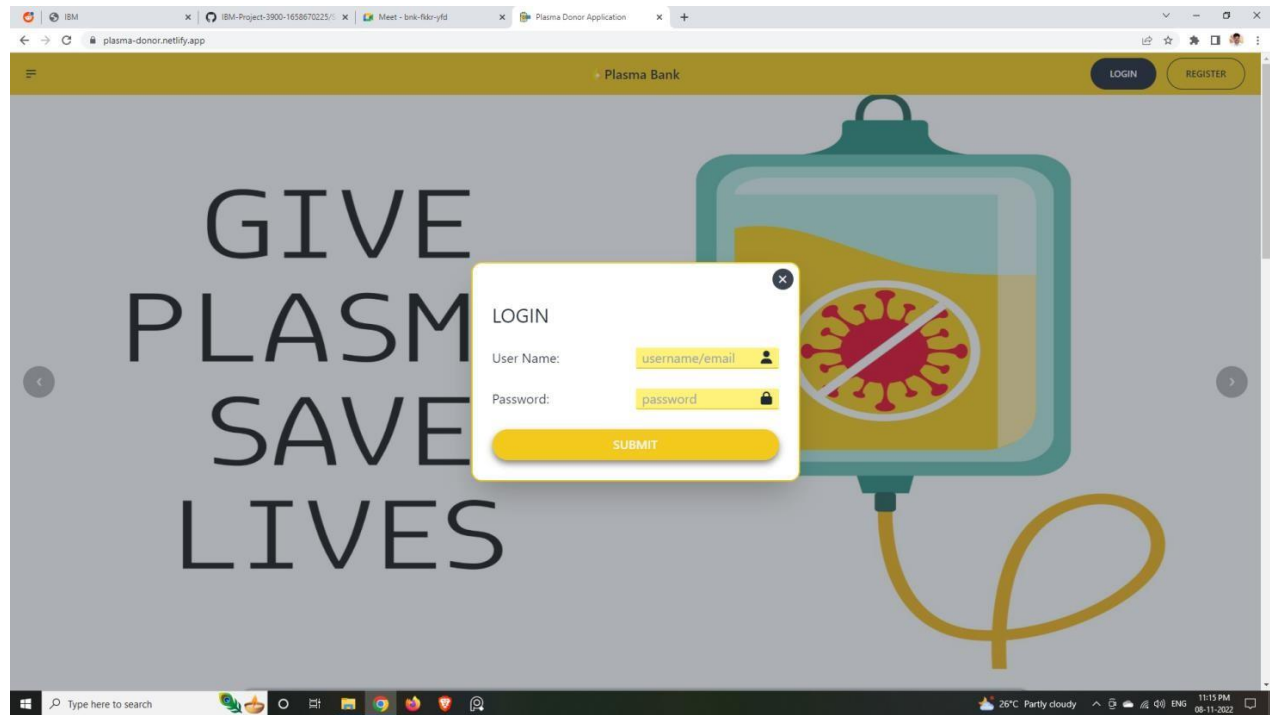 IBM
IBM-Project-3900-1658670225/
Meet - bnk-fkkr-yfd
Plasma Donor Application
plasma-donor.netlify.app
Plasma Bank
LOGIN
REGISTER
GIVE
PLASM
SAVE
LIVES
LOGIN
User Name:
username/email
Password:
password
SUBMIT
Type here to search
26°C Partly cloudy
ENG
11:15 PM
08-11-2022